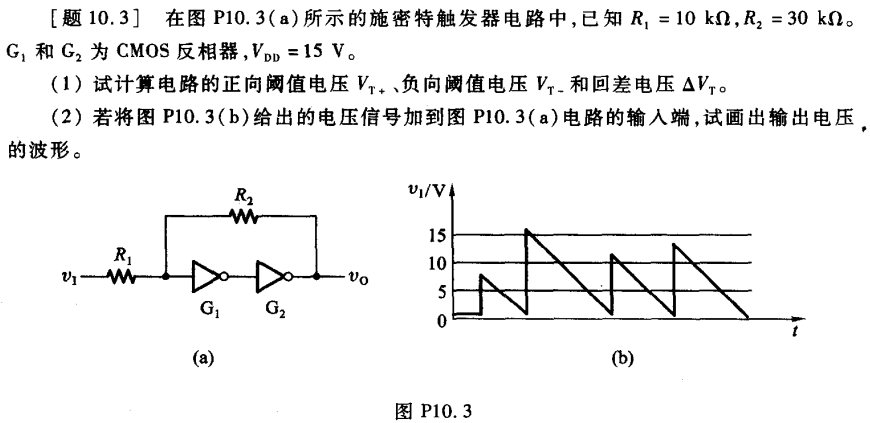 [题 10.3] 在图 P10.3(a)所示的施密特触发器电路中,已知 R₁ = 10 kΩ,R₂ = 30 kΩ。
G₁ 和 G₂ 为 CMOS 反相器,V_DD = 15 V。
(1) 试计算电路的正向阈值电压 V_T+、负向阈值电压 V_T- 和回差电压 ΔV_T。
(2) 若将图 P10.3(b)给出的电压信号加到图 P10.3(a)电路的输入端,试画出输出电压
的波形。
R₂
R₁
v_I
v_O
G₁ G₂
(a)
v_I/V
15
10
5
0
t
(b)
图 P10.3